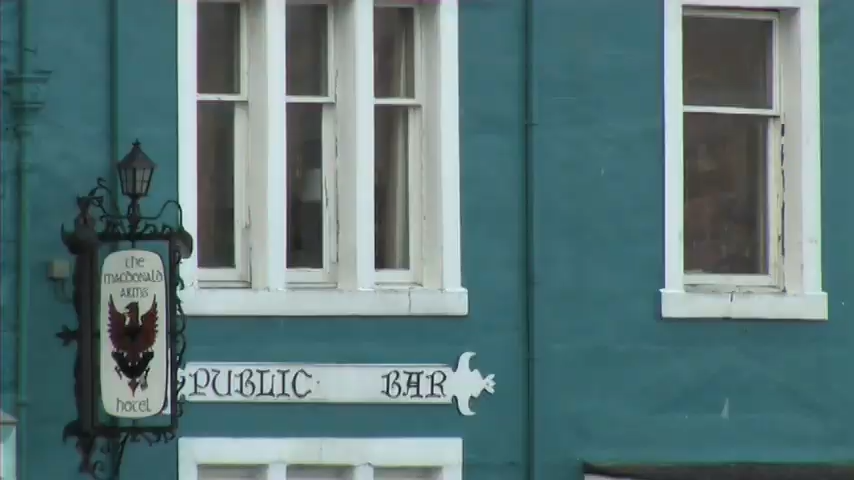 the
MACDONALD
ARMS
hotel
PUBLIC BAR